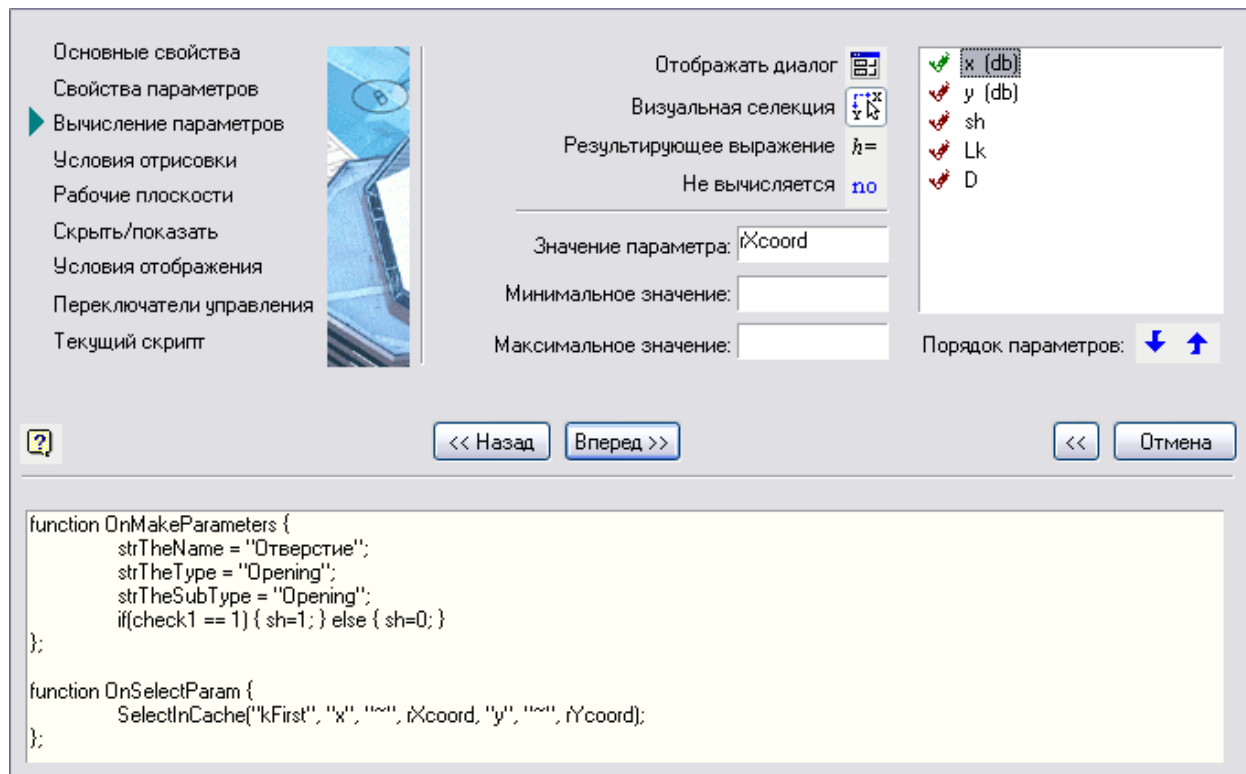 Основные свойства
Свойства параметров
Вычисление параметров
Условия отрисовки
Рабочие плоскости
Скрыть/показать
Условия отображения
Переключатели управления
Текущий скрипт
B
Отображать диалог
Визуальная селекция
X
Y
Результирующее выражение h=
Не вычисляется no
Значение параметра: rXcoord
Минимальное значение:
Максимальное значение:
x (db)
y (db)
sh
Lk
D
Порядок параметров:
?
<< Назад
Вперед >>
<<
Отмена
function OnMakeParameters {
strTheName = "Отверстие";
strTheType = "Opening";
strTheSubType = "Opening";
if(check1 == 1) { sh=1; } else { sh=0; }
};
function OnSelectParam {
SelectInCache("kFirst", "x", "~", rXcoord, "y", "~", rYcoord);
};